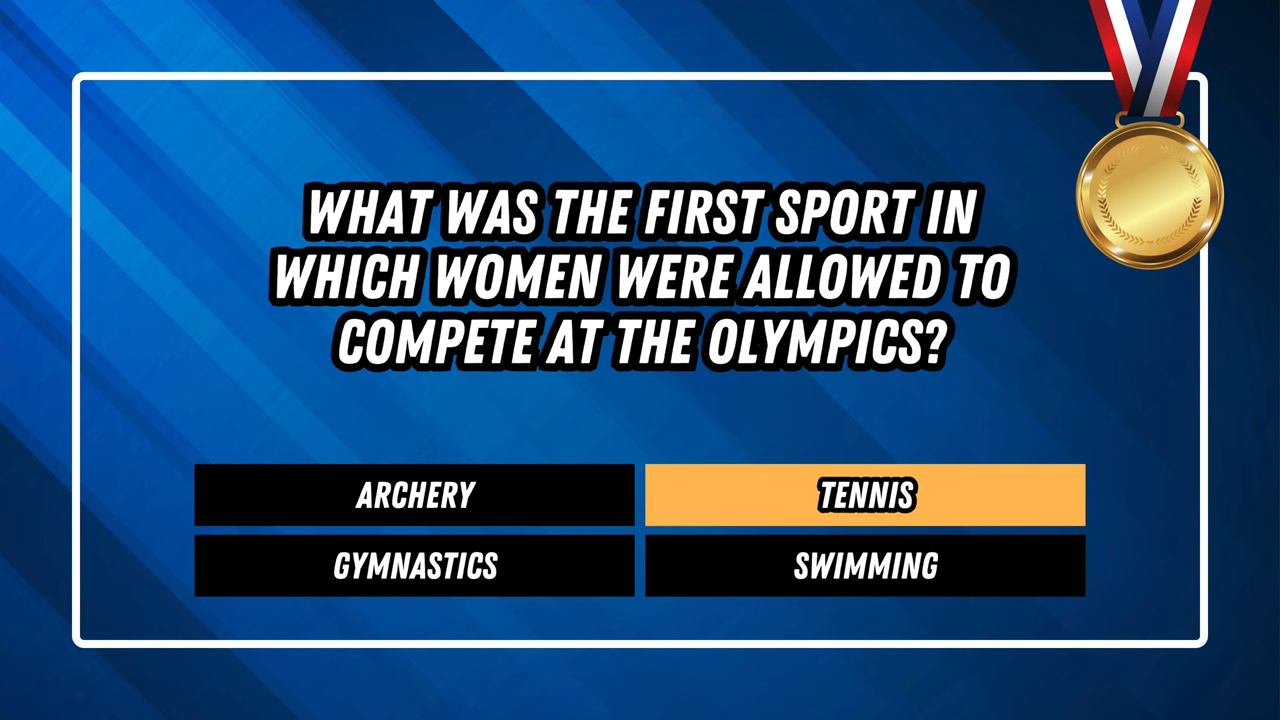 WHAT WAS THE FIRST SPORT IN
WHICH WOMEN WERE ALLOWED TO
COMPETE AT THE OLYMPICS?
ARCHERY
TENNIS
GYMNASTICS
SWIMMING